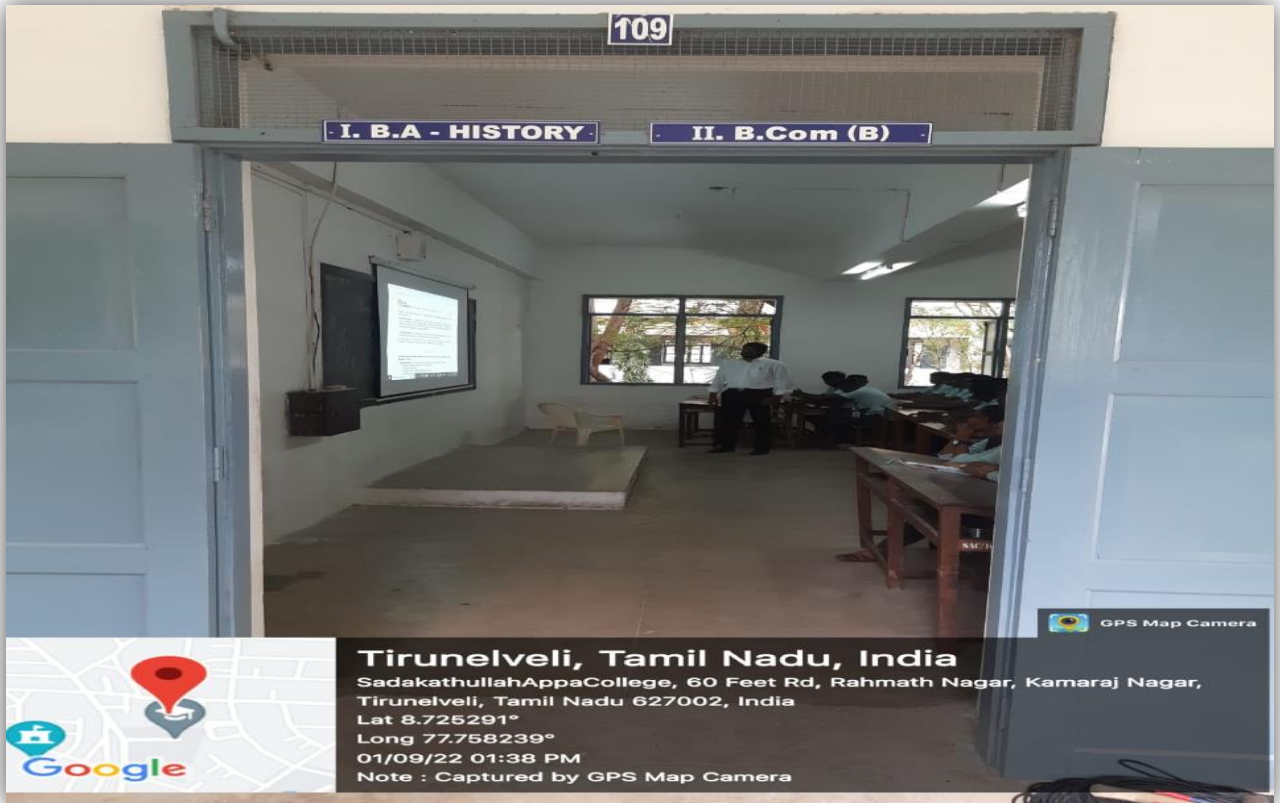 109
I. B.A - HISTORY
II. B.Com (B)
GPS Map Camera
Tirunelveli, Tamil Nadu, India
SadakathullahAppaCollege, 60 Feet Rd, Rahmath Nagar, Kamaraj Nagar,
Tirunelveli, Tamil Nadu 627002, India
Lat 8.725291°
Long 77.758239°
01/09/22 01:38 PM
Note : Captured by GPS Map Camera
Google